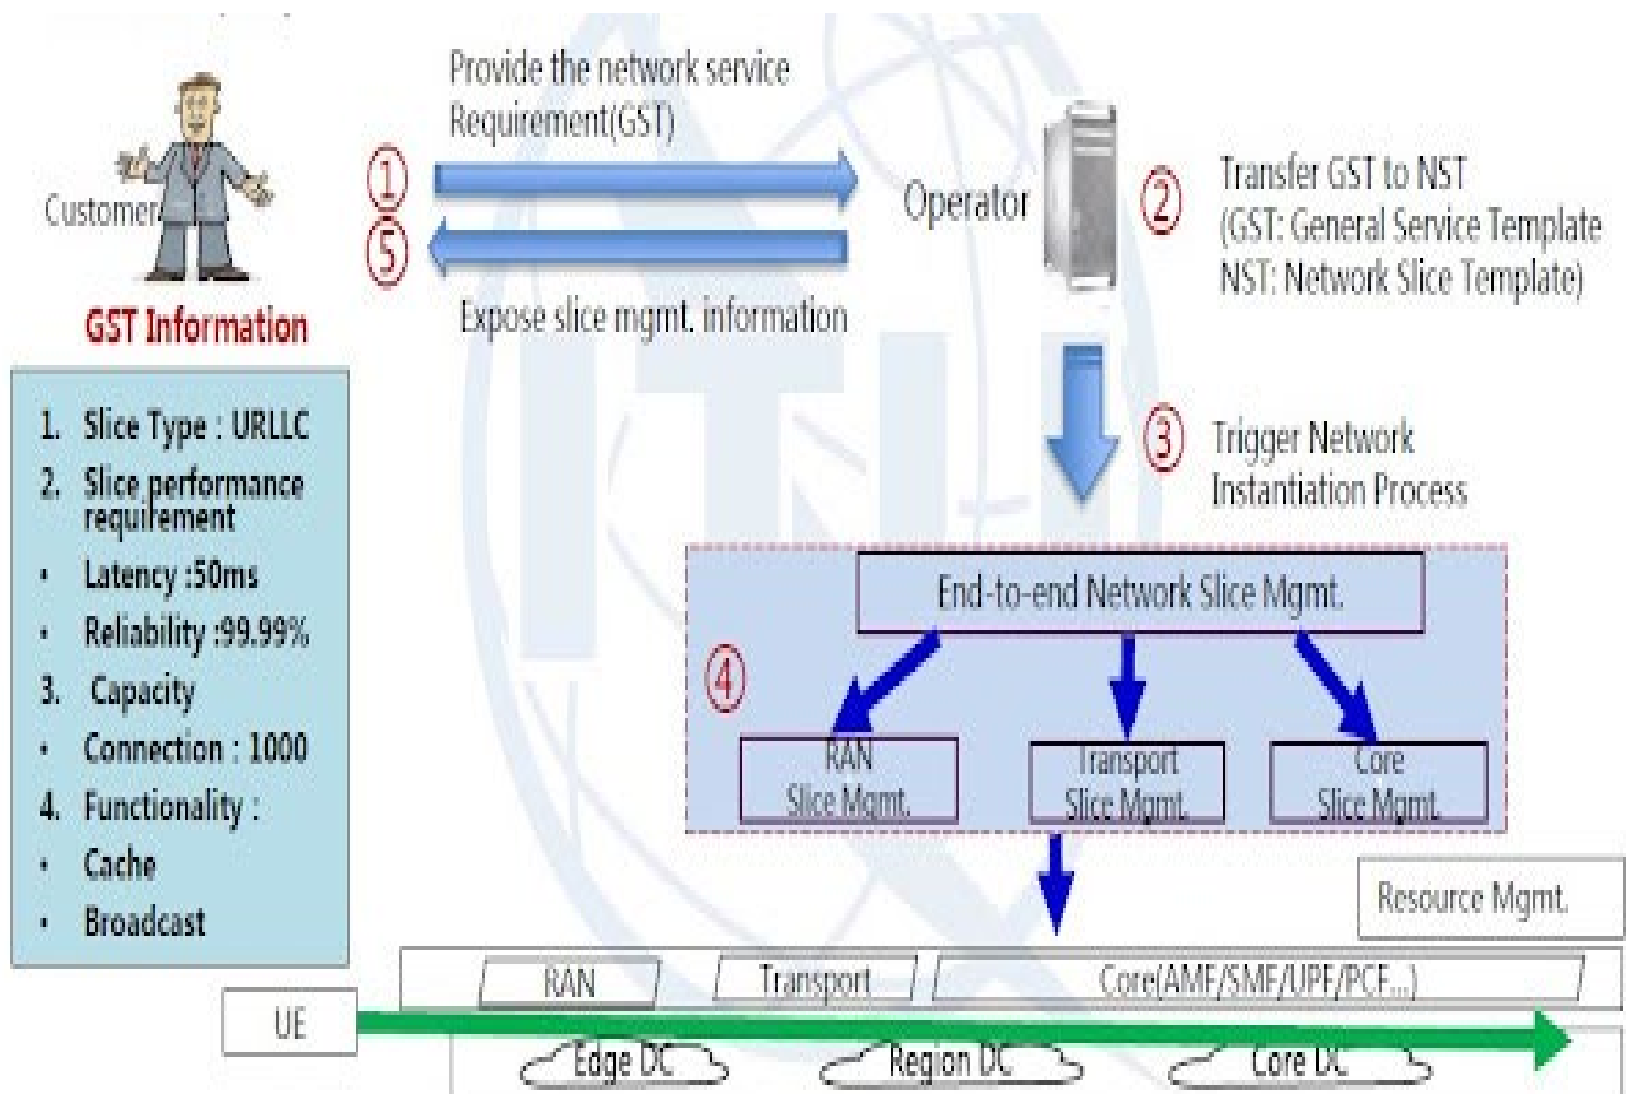 Provide the network service
Requirement(GST)
①
⑤
Customer
Operator
②
Transfer GST to NST
(GST: General Service Template
NST: Network Slice Template)
Expose slice mgmt. information
GST Information
1. Slice Type : URLLC
2. Slice performance
requirement
• Latency :50ms
• Reliability :99.99%
3. Capacity
• Connection : 1000
4. Functionality :
• Cache
• Broadcast
③
Trigger Network
Instantiation Process
End-to-end Network Slice Mgmt.
④
RAN
Slice Mgmt.
Transport
Slice Mgmt.
Core
Slice Mgmt.
Resource Mgmt.
RAN
Transport
Core(AMF/SMF/UPF/PCF...)
UE
Edge DC
Region DC
Core DC
ITU